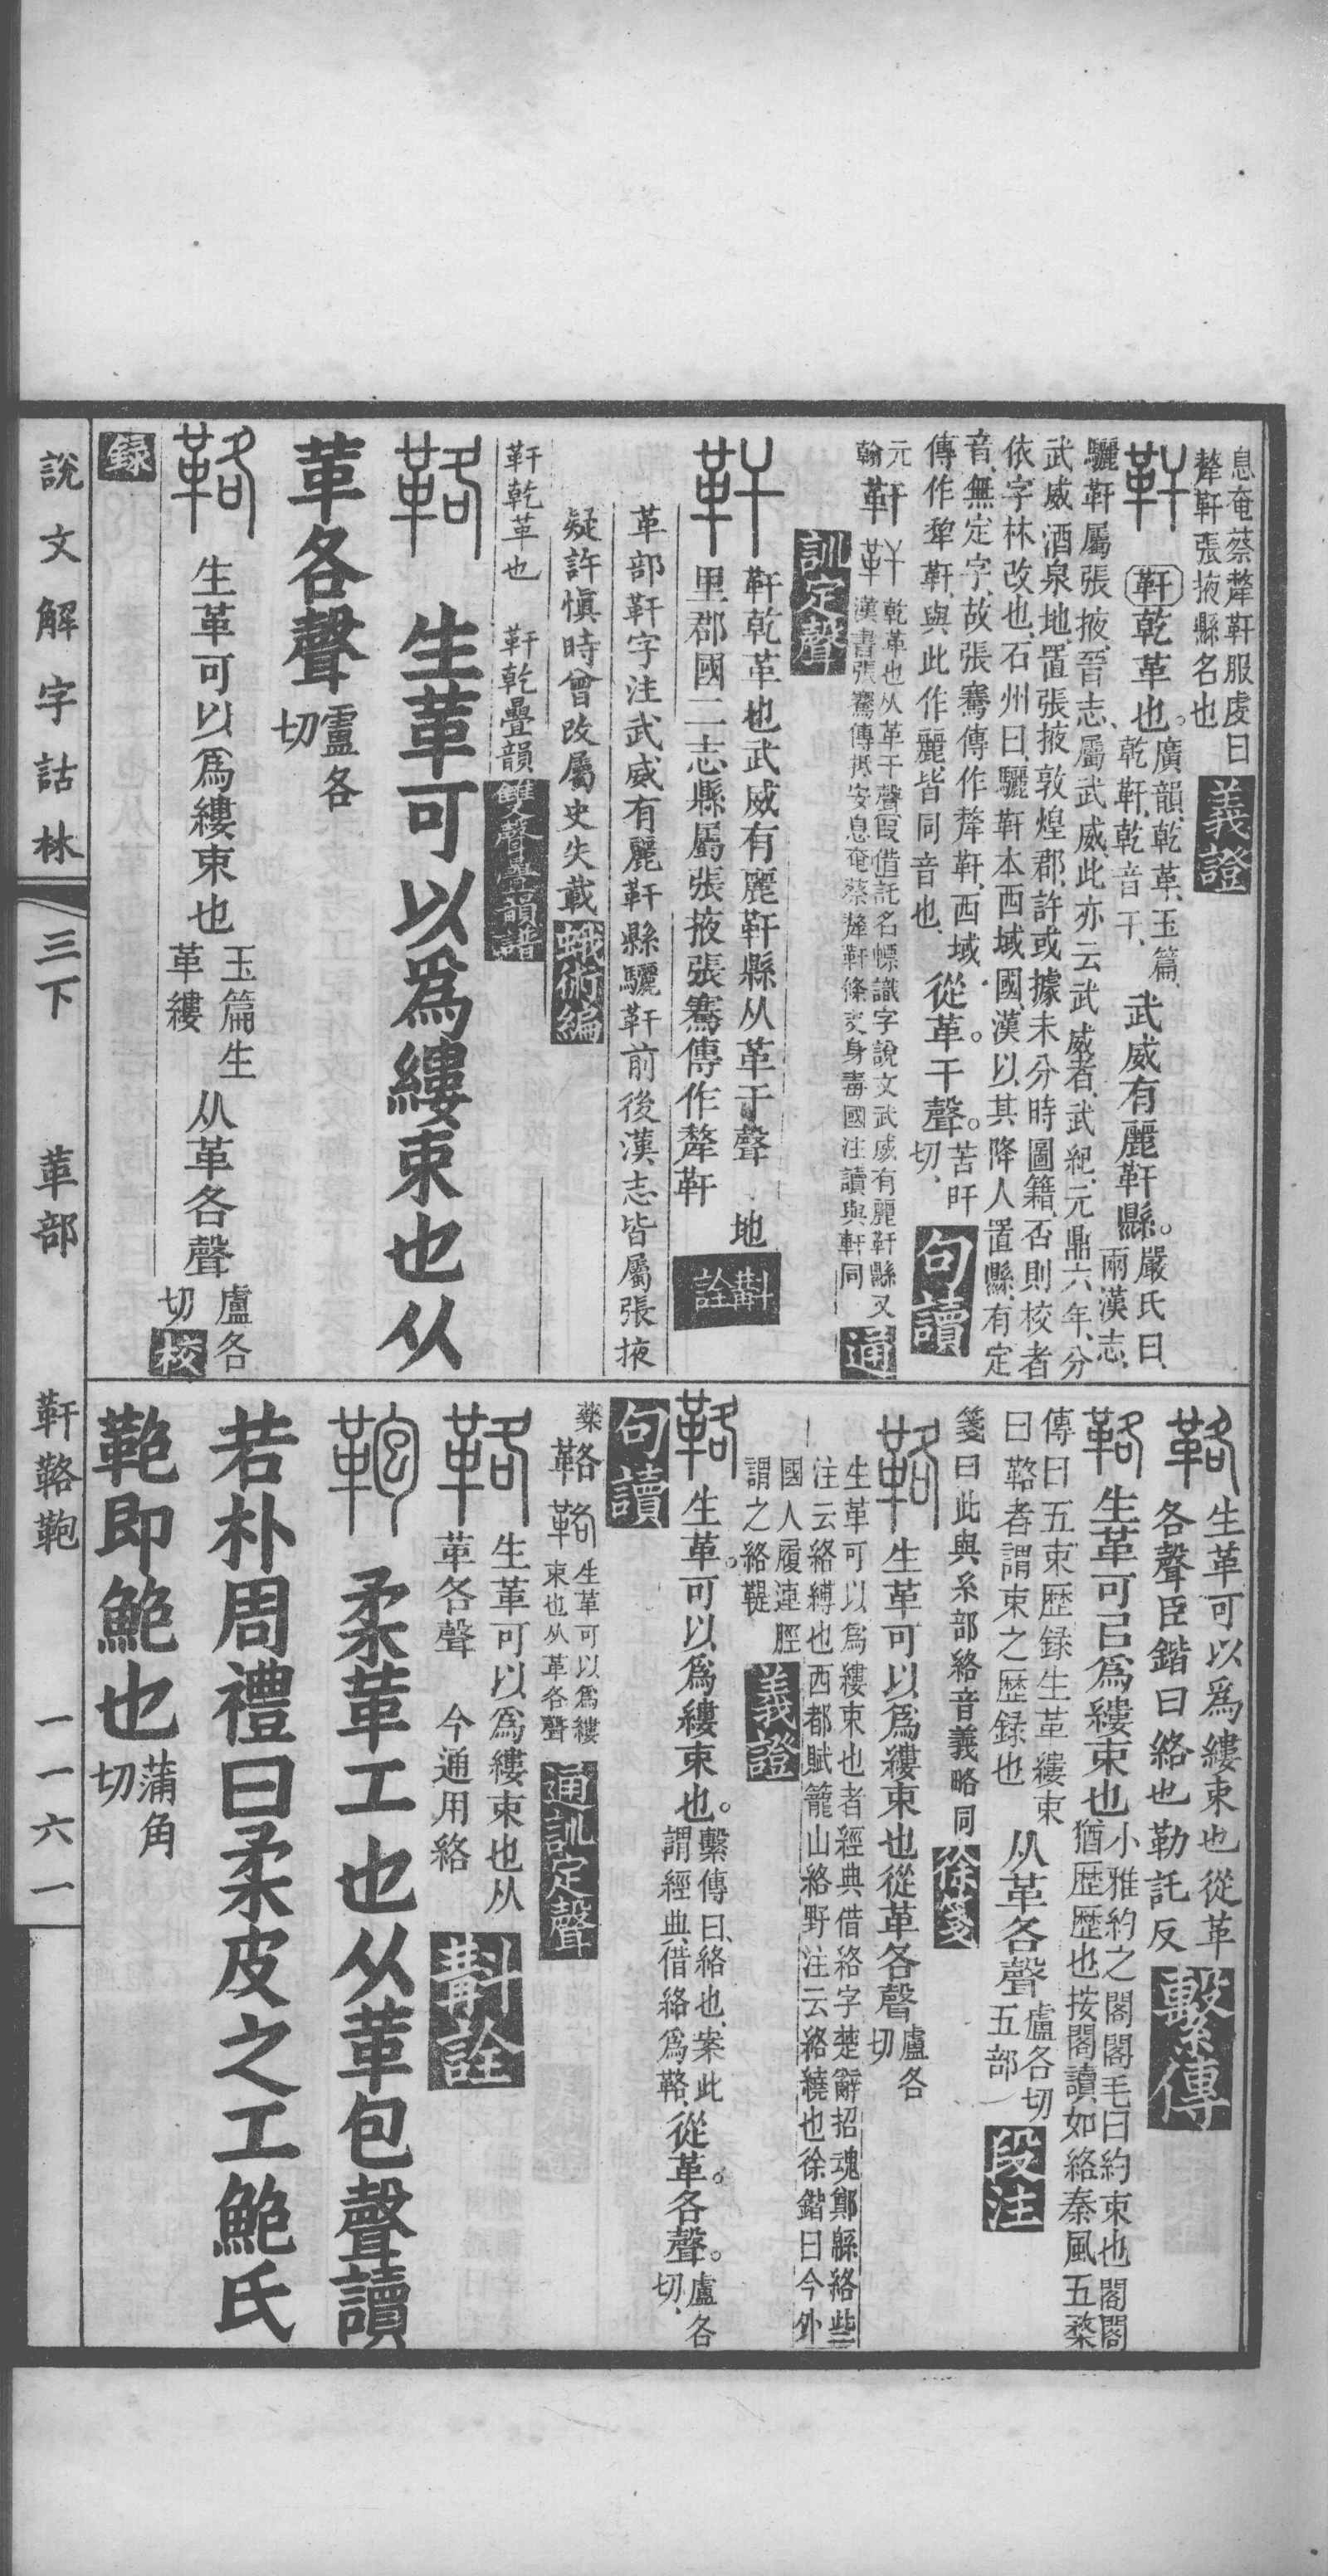 息奄蔡犛靬服虔曰
犛靬張掖縣名也
義證
靬
靬乾革也。
廣韻、乾革、玉篇、
乾靬、乾音干、
武威有麗靬縣。
嚴氏曰、
兩漢志、
驪靬屬張掖、晉志、屬武威、此亦云武威者、武紀、元鼎六年、分
武威酒泉地、置張掖敦煌郡、許或據未分時圖籍、否則校者
依字林改也、石州曰、驪靬本西域國、漢以其降人置縣、有定
音、無定字、故張騫傳作犛靬、西域
傳作犂靬、與此作麗、皆同音也、
從革。干聲。
苦旰
切、
句讀
元
翰
靬
靬
乾革也从革干聲叚借託名幖識字說文武威有麗靬縣又
漢書張騫傳抵安息奄蔡犛靬條支身毒國注讀與軒同
通
訓定聲
靬
靬乾革也武威有麗靬縣从革干聲
地
里郡國二志縣屬張掖張騫傳作犛靬
斠
詮
革部靬字注武威有麗靬縣驪靬前後漢志皆屬張掖
疑許愼時曾改屬史失載
蛾術編
靬乾革也
靬乾疊韻
雙聲疊韻譜
鞈
生革可以爲縷束也从
革各聲
盧各
切
生革可以爲縷束也
玉篇生
革縷
从革各聲
盧各
切
校
錄
生革可以爲縷束也從革
各聲臣鍇曰絡也勒託反
繫傳
生革可㠯爲縷束也
小雅約之閣閣毛曰約束也閣閣
猶歷歷也按閣讀如絡秦風五楘
傳曰五束歷録生革縷束
曰䩷者謂束之歷録也
从革各聲
盧各切
五部
段注
箋曰此與糸部絡音義略同
徐箋
生革可以爲縷束也從革各聲
盧各
切
生革可以爲縷束也者經典借絡字楚辭招魂鄭緜絡些
注云絡縛也西都賦籠山絡野注云絡繞也徐鍇曰今外
國人履連脛
謂之絡鞮
義證
生革。可以爲縷束也。
繫傳曰、絡也、案此
謂經典借絡爲䩷、
從革。各聲。
盧各
切、
句讀
藥
䩷
生革可以爲縷
束也从革各聲
通訓定聲
生革可以爲縷束也从
革各聲
今通用絡
斠詮
鞄
柔革工也从革包聲讀
若朴周禮曰柔皮之工鮑氏
鞄即鮑也
蒲角
切
說文解字詁林
三下
革部
靬䩷鞄
一一六一